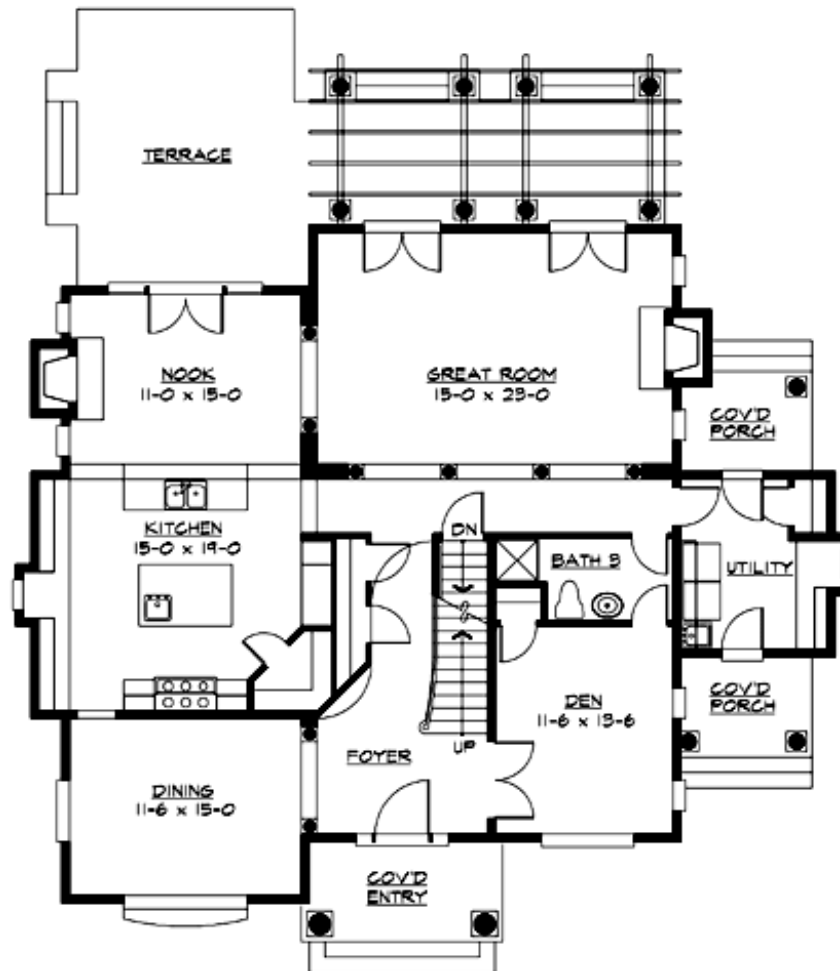 TERRACE
NOOK
11-0 x 15-0
GREAT ROOM
15-0 x 23-0
COV'D
PORCH
KITCHEN
15-0 x 19-0
DN
BATH 3
UTILITY
DEN
11-6 x 13-6
COV'D
PORCH
UP
FOYER
DINING
11-6 x 15-0
COV'D
ENTRY